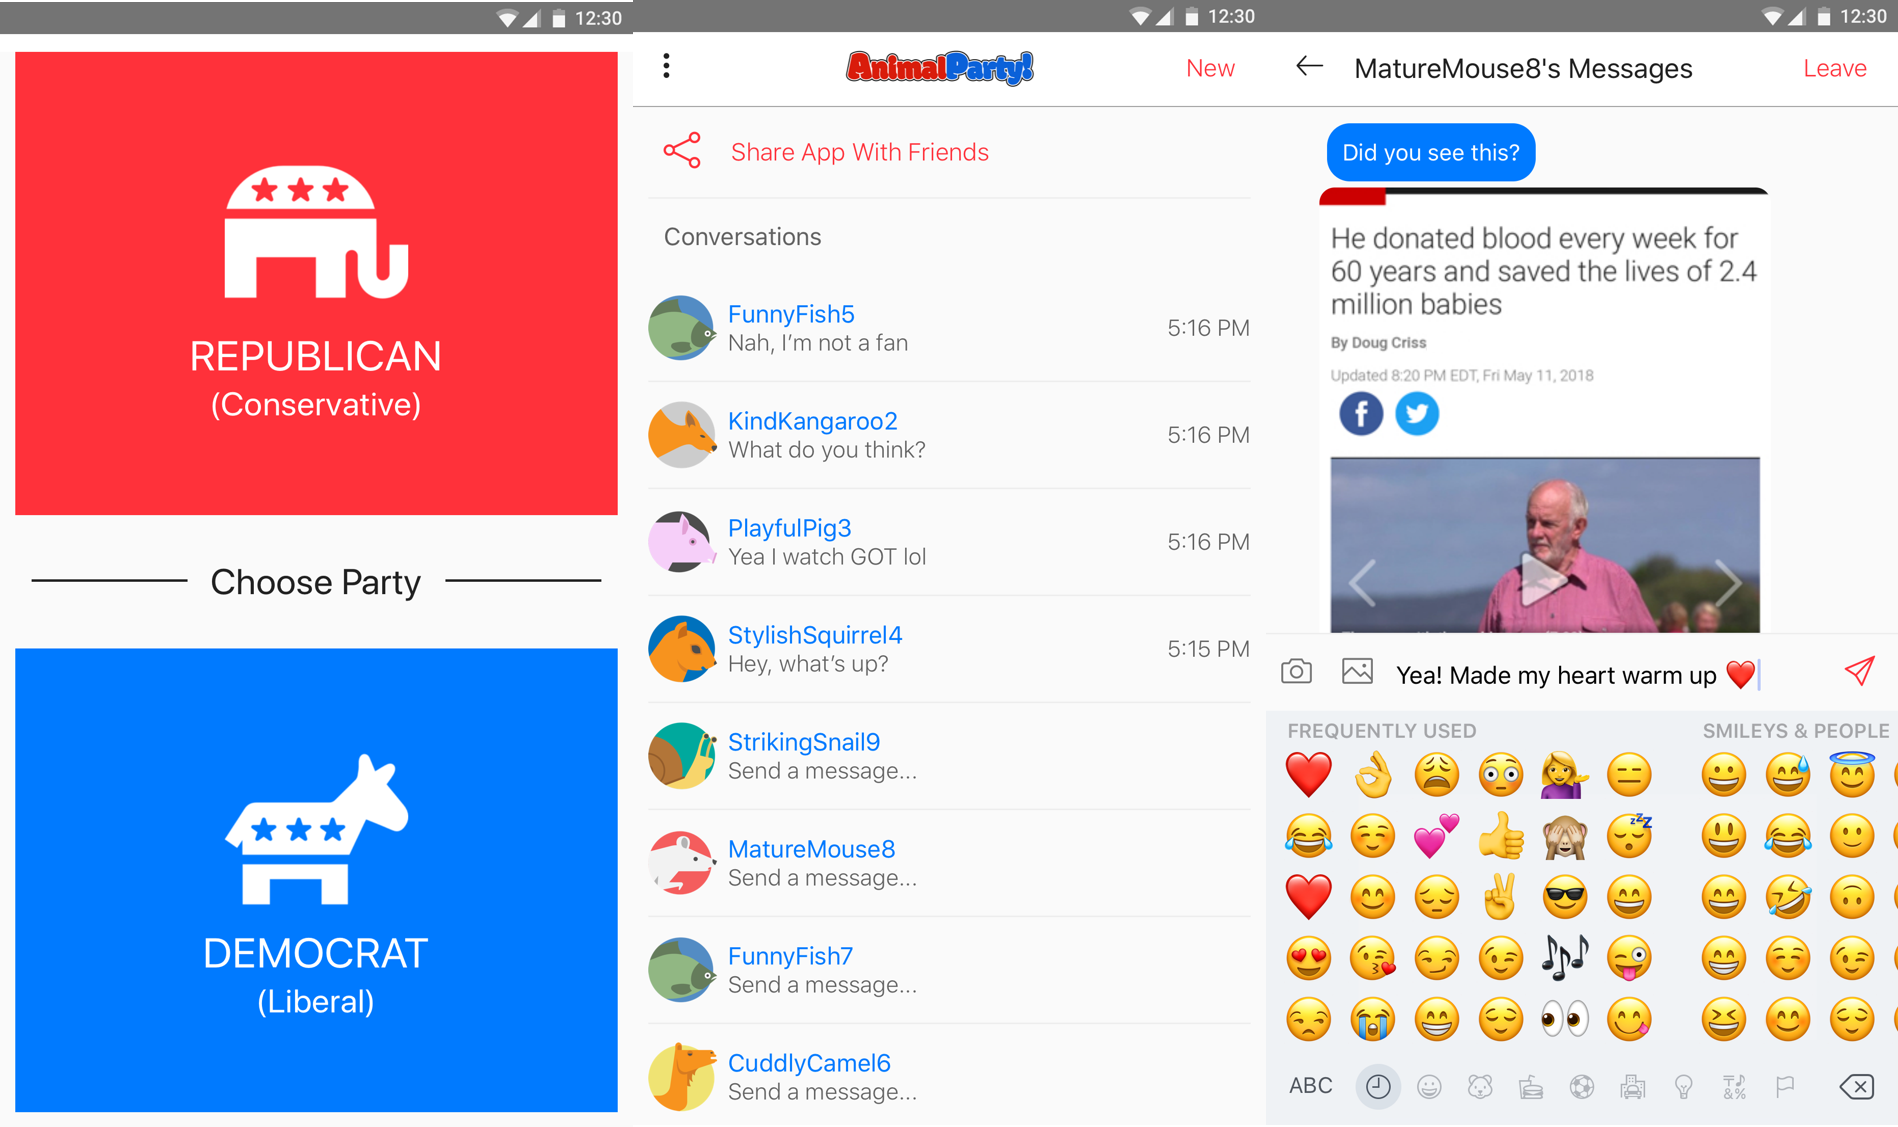 12:30
REPUBLICAN
(Conservative)
Choose Party
DEMOCRAT
(Liberal)
12:30
AnimalParty!
New
Share App With Friends
Conversations
FunnyFish5
Nah, I'm not a fan
5:16 PM
KindKangaroo2
What do you think?
5:16 PM
PlayfulPig3
Yea I watch GOT lol
5:16 PM
StylishSquirrel4
Hey, what's up?
5:15 PM
StrikingSnail9
Send a message...
MatureMouse8
Send a message...
FunnyFish7
Send a message...
CuddlyCamel6
Send a message...
12:30
MatureMouse8's Messages
Leave
Did you see this?
He donated blood every week for
60 years and saved the lives of 2.4
million babies
By Doug Criss
Updated 8:20 PM EDT, Fri May 11, 2018
Yea! Made my heart warm up ❤️
FREQUENTLY USED
SMILEYS & PEOPLE
ABC